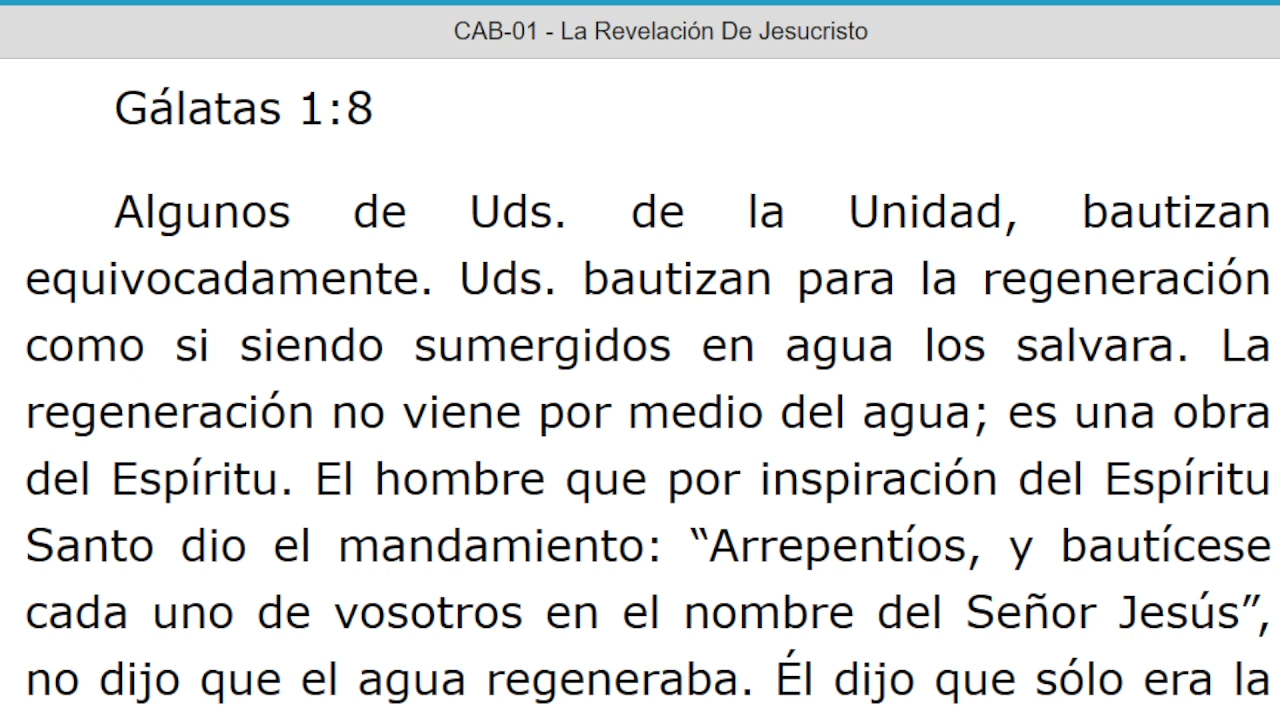 CAB-01 - La Revelación De Jesucristo
Gálatas 1:8
Algunos de Uds. de la Unidad, bautizan
equivocadamente. Uds. bautizan para la regeneración
como si siendo sumergidos en agua los salvara. La
regeneración no viene por medio del agua; es una obra
del Espíritu. El hombre que por inspiración del Espíritu
Santo dio el mandamiento: “Arrepentíos, y bautícese
cada uno de vosotros en el nombre del Señor Jesús”,
no dijo que el agua regeneraba. Él dijo que sólo era la